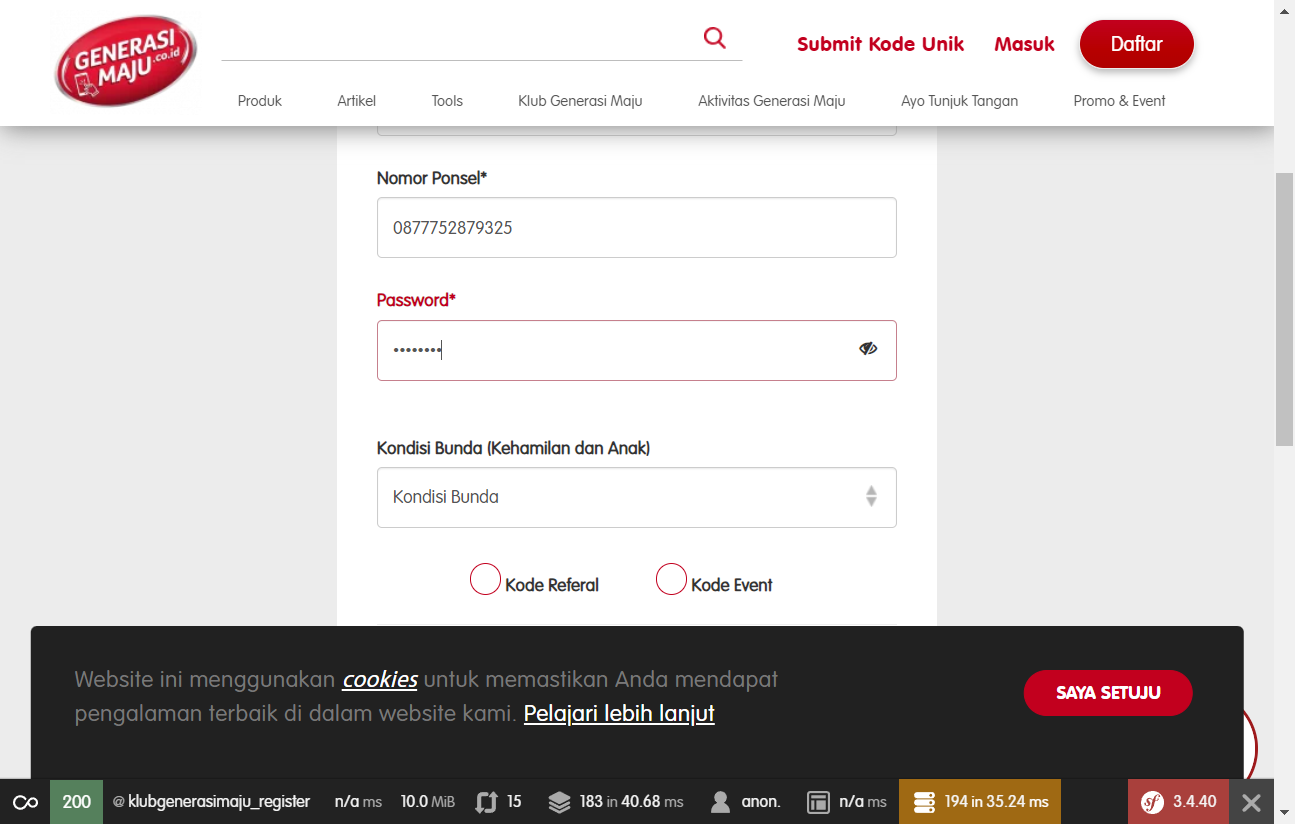 GENERASI
MAJU.co.id
Submit Kode Unik
Masuk
Daftar
Produk
Artikel
Tools
Klub Generasi Maju
Aktivitas Generasi Maju
Ayo Tunjuk Tangan
Promo & Event
Nomor Ponsel*
0877752879325
Password*
••••••••
Kondisi Bunda (Kehamilan dan Anak)
Kondisi Bunda
Kode Referal
Kode Event
Website ini menggunakan cookies untuk memastikan Anda mendapat
pengalaman terbaik di dalam website kami. Pelajari lebih lanjut
SAYA SETUJU
200 @ klubgenerasimaju_register n/a ms 10.0 MiB 15 183 in 40.68 ms anon. n/a ms 194 in 35.24 ms sf 3.4.40